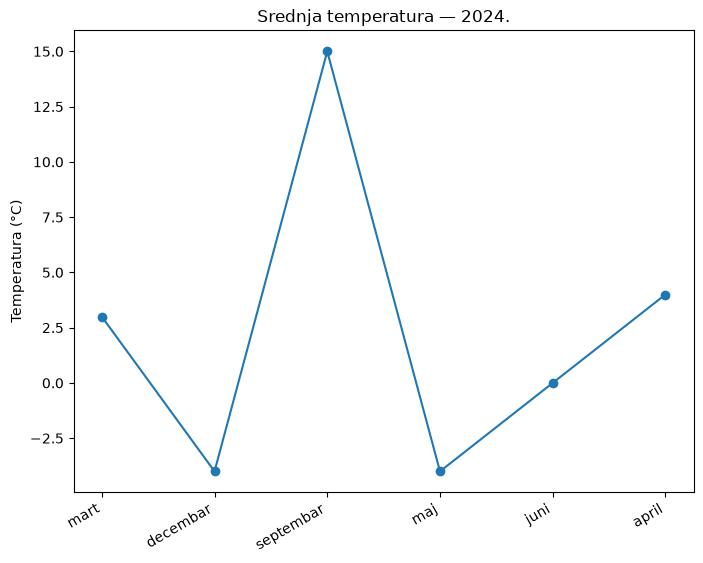 Srednja temperatura — 2024.
Temperatura (°C)
15.0
12.5
10.0
7.5
5.0
2.5
0.0
−2.5
mart
decembar
septembar
maj
juni
april